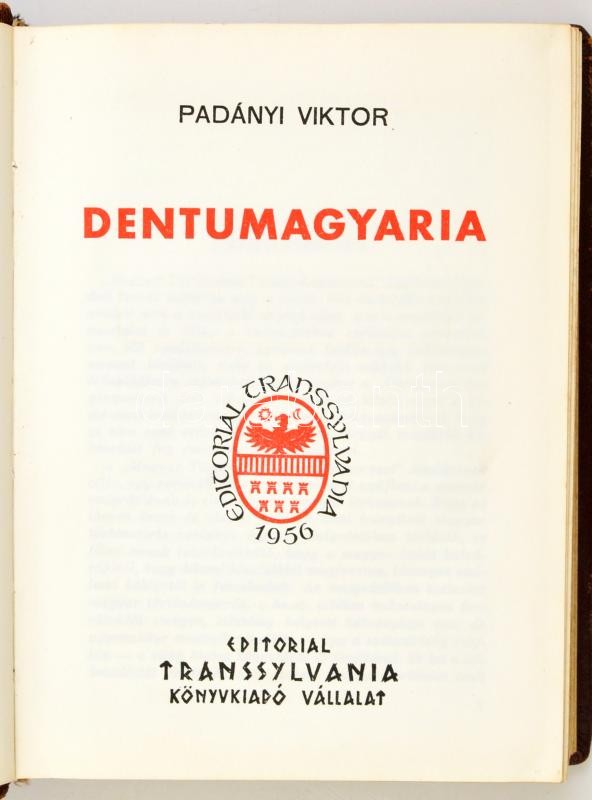 PADÁNYI VIKTOR
DENTUMAGYARIA
EDITORIAL TRANSSYLVANIA
1956
EDITORIAL
TRANSSYLVANIA
KÖNYVKIADÓ VÁLLALAT